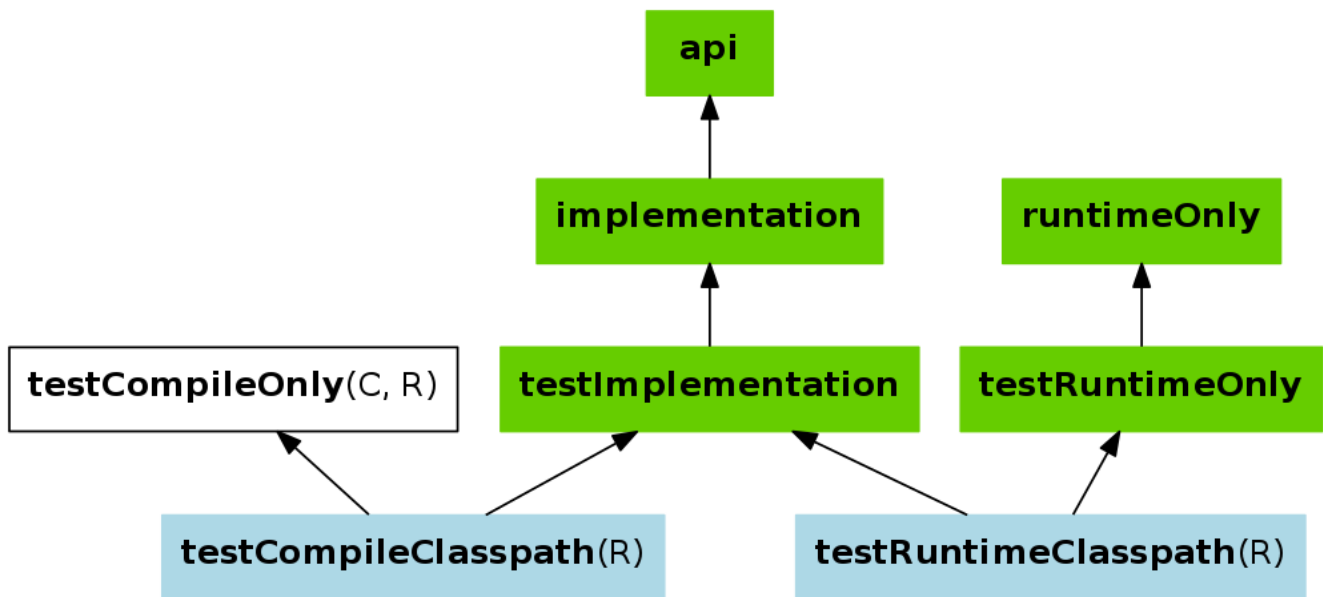 api
implementation
runtimeOnly
testCompileOnly(C, R)
testImplementation
testRuntimeOnly
testCompileClasspath(R)
testRuntimeClasspath(R)